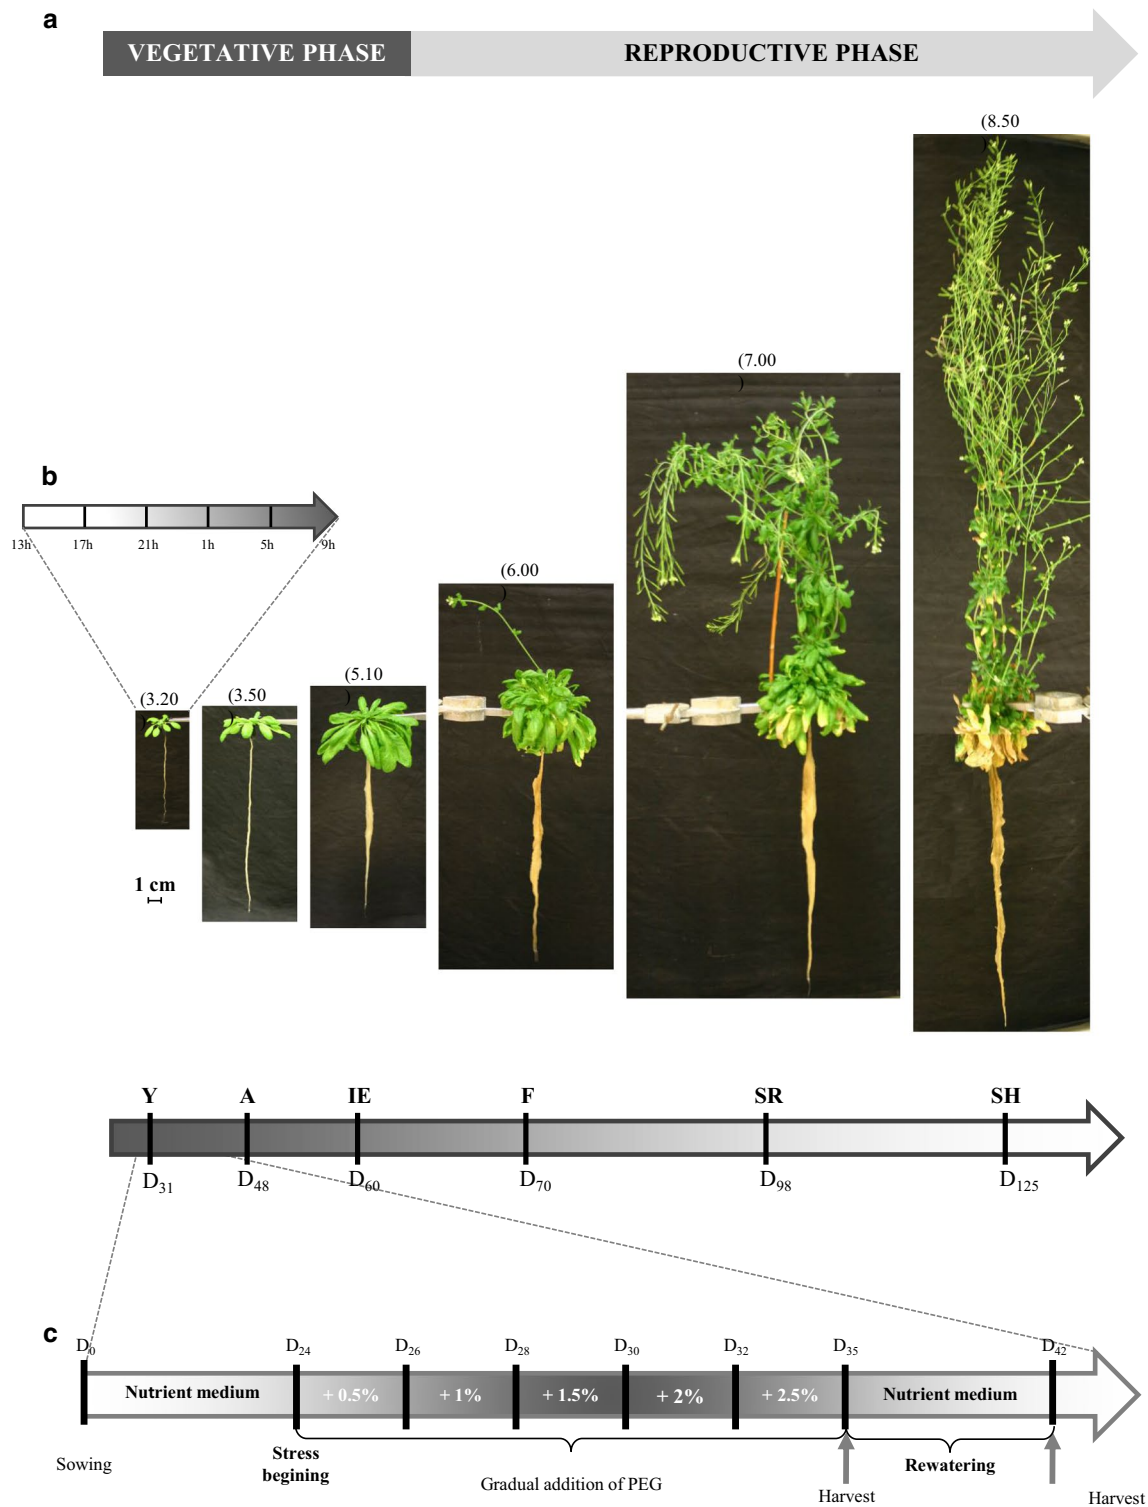 a
VEGETATIVE PHASE
REPRODUCTIVE PHASE
(8.50
)
(7.00
)
b
13h 17h 21h 1h 5h 9h
(6.00
)
(5.10
)
(3.50
)
(3.20
)
1 cm
Y A IE F SR SH
D31 D48 D60 D70 D98 D125
c
D0 D24 D26 D28 D30 D32 D35 D42
Nutrient medium + 0.5% + 1% + 1.5% + 2% + 2.5% Nutrient medium
Sowing
Stress
begining
Gradual addition of PEG
Rewatering
Harvest
Harvest